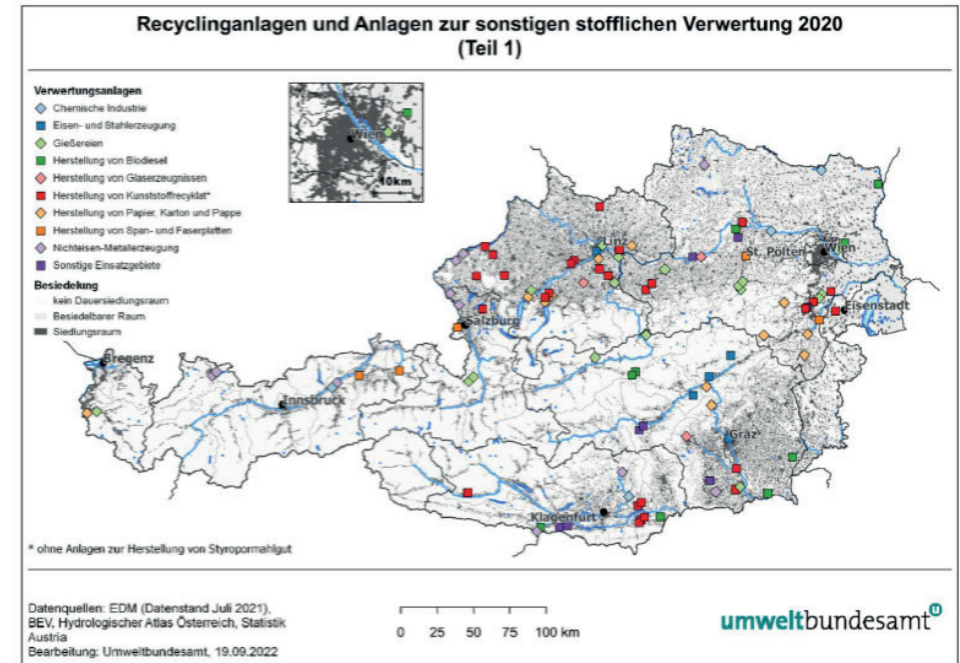 Recyclinganlagen und Anlagen zur sonstigen stofflichen Verwertung 2020
(Teil 1)
Verwertungsanlagen
Chemische Industrie
Eisen- und Stahlerzeugung
Gießereien
Herstellung von Biodiesel
Herstellung von Glaserzeugnissen
Herstellung von Kunststoffrecyklat*
Herstellung von Papier, Karton und Pappe
Herstellung von Span- und Faserplatten
Nichteisen-Metallerzeugung
Sonstige Einsatzgebiete
Besiedelung
kein Dauersiedlungsraum
Besiedelbarer Raum
Siedlungsraum
Wien
10km
Linz
St. Pölten
Wien
Eisenstadt
Salzburg
Bregenz
Innsbruck
Graz
Klagenfurt
* ohne Anlagen zur Herstellung von Styropormahlgut
Datenquellen: EDM (Datenstand Juli 2021),
BEV, Hydrologischer Atlas Österreich, Statistik
Austria
Bearbeitung: Umweltbundesamt, 19.09.2022
0 25 50 75 100 km
umweltbundesamt U